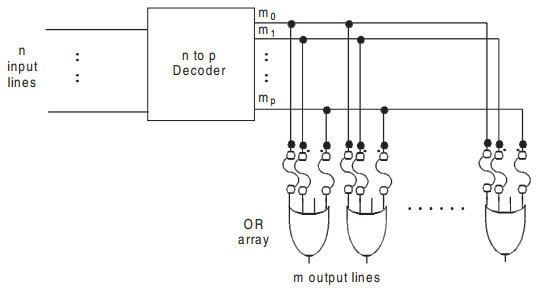 n
input
lines
n to p
Decoder
m0
m1
mp
OR
array
m output lines